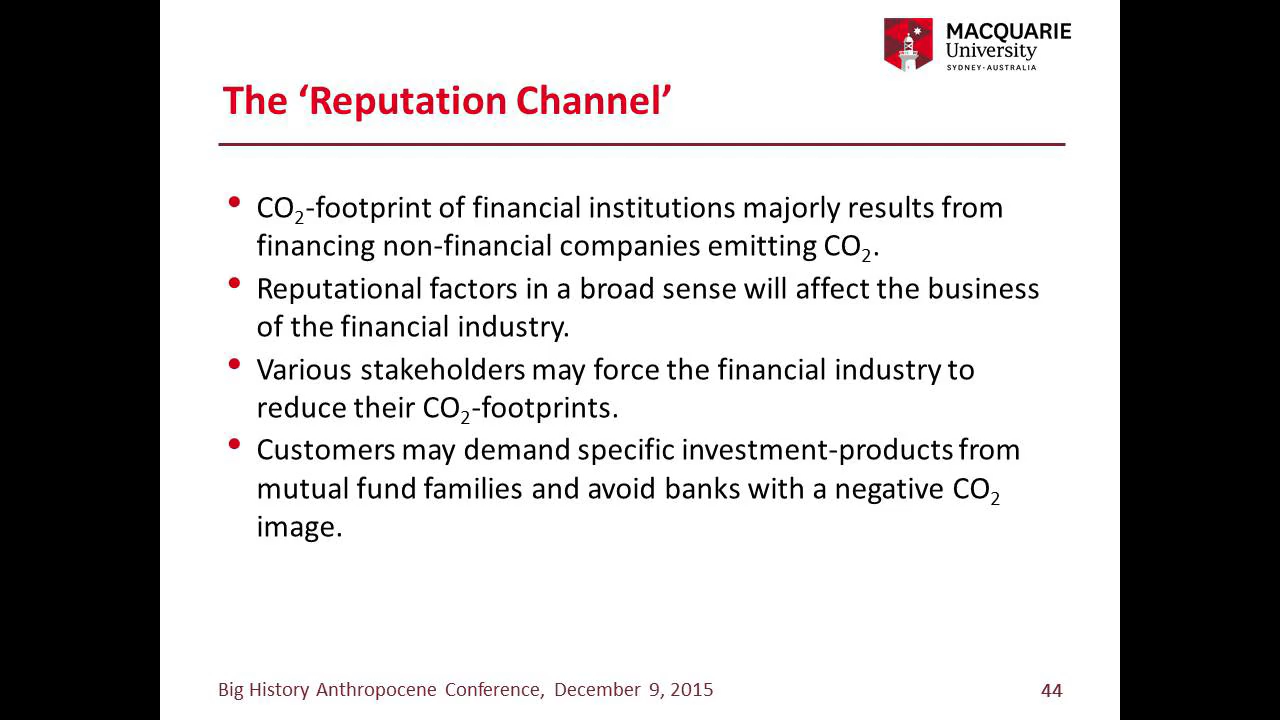 MACQUARIE
University
SYDNEY·AUSTRALIA
The ‘Reputation Channel’
• CO₂-footprint of financial institutions majorly results from
financing non-financial companies emitting CO₂.
• Reputational factors in a broad sense will affect the business
of the financial industry.
• Various stakeholders may force the financial industry to
reduce their CO₂-footprints.
• Customers may demand specific investment-products from
mutual fund families and avoid banks with a negative CO₂
image.
Big History Anthropocene Conference, December 9, 2015
44